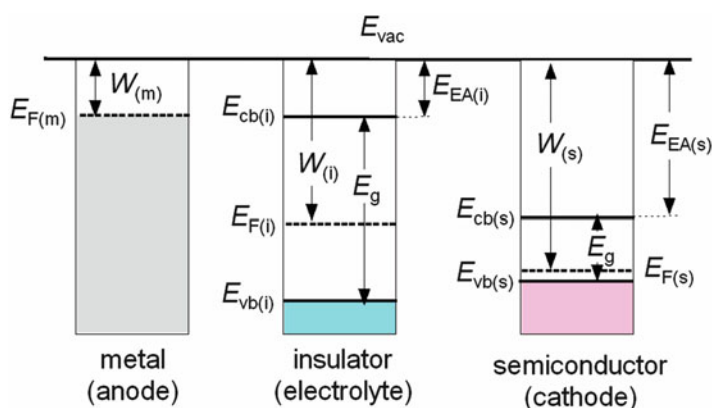 E_vac
W_(m)
E_F(m)
E_cb(i)
E_EA(i)
W_(i)
E_g
E_F(i)
E_vb(i)
W_(s)
E_EA(s)
E_cb(s)
E_g
E_vb(s)
E_F(s)
metal
(anode)
insulator
(electrolyte)
semiconductor
(cathode)